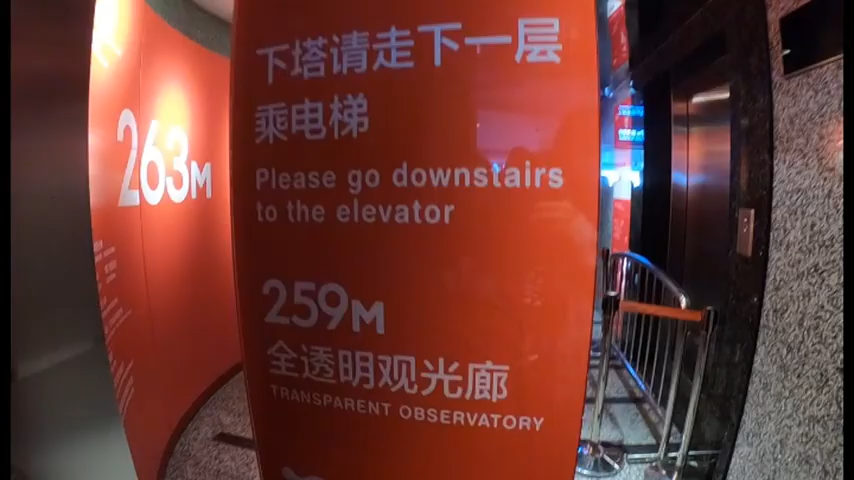 263M
下塔请走下一层
乘电梯
Please go downstairs
to the elevator
259M
全透明观光廊
TRANSPARENT OBSERVATORY